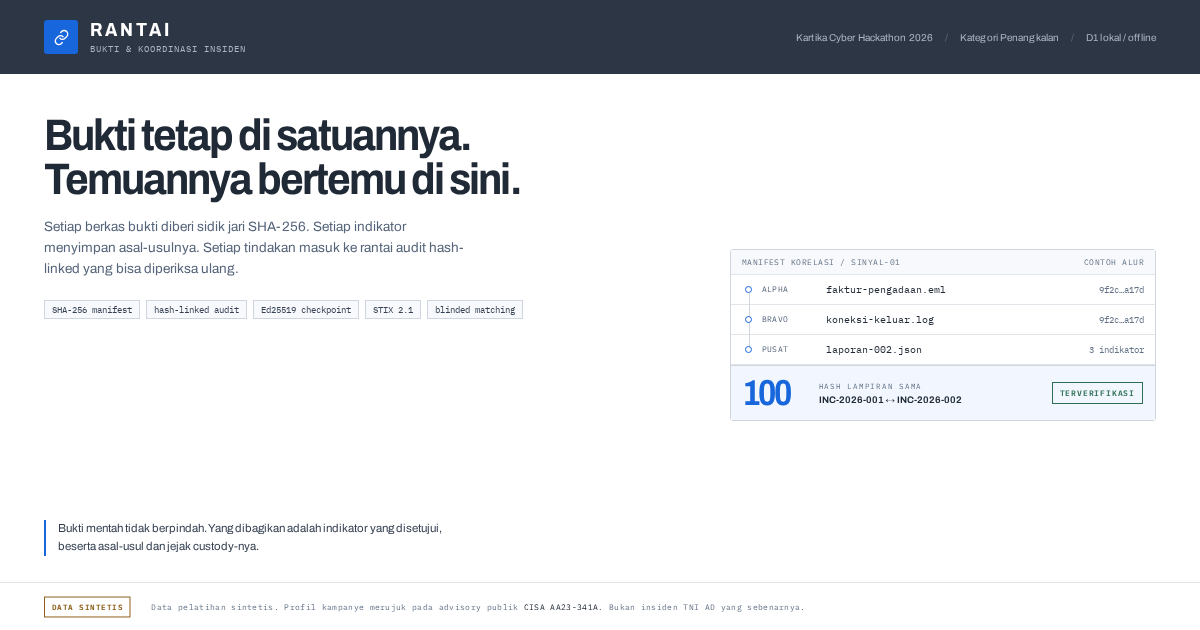 RANTAI
BUKTI & KOORDINASI INSIDEN
Kartika Cyber Hackathon 2026 / Kategori Penangkalan / D1 lokal / offline
Bukti tetap di satuannya.
Temuannya bertemu di sini.
Setiap berkas bukti diberi sidik jari SHA-256. Setiap indikator
menyimpan asal-usulnya. Setiap tindakan masuk ke rantai audit hash-
linked yang bisa diperiksa ulang.
SHA-256 manifest hash-linked audit Ed25519 checkpoint STIX 2.1 blinded matching
MANIFEST KORELASI / SINYAL-01 CONTOH ALUR
ALPHA faktur-pengadaan.eml 9f2c…a17d
BRAVO koneksi-keluar.log 9f2c…a17d
PUSAT laporan-002.json 3 indikator
100
HASH LAMPIRAN SAMA
INC-2026-001 ↔ INC-2026-002
TERVERIFIKASI
Bukti mentah tidak berpindah. Yang dibagikan adalah indikator yang disetujui,
beserta asal-usul dan jejak custody-nya.
DATA SINTETIS Data pelatihan sintetis. Profil kampanye merujuk pada advisory publik CISA AA23-341A. Bukan insiden TNI AD yang sebenarnya.